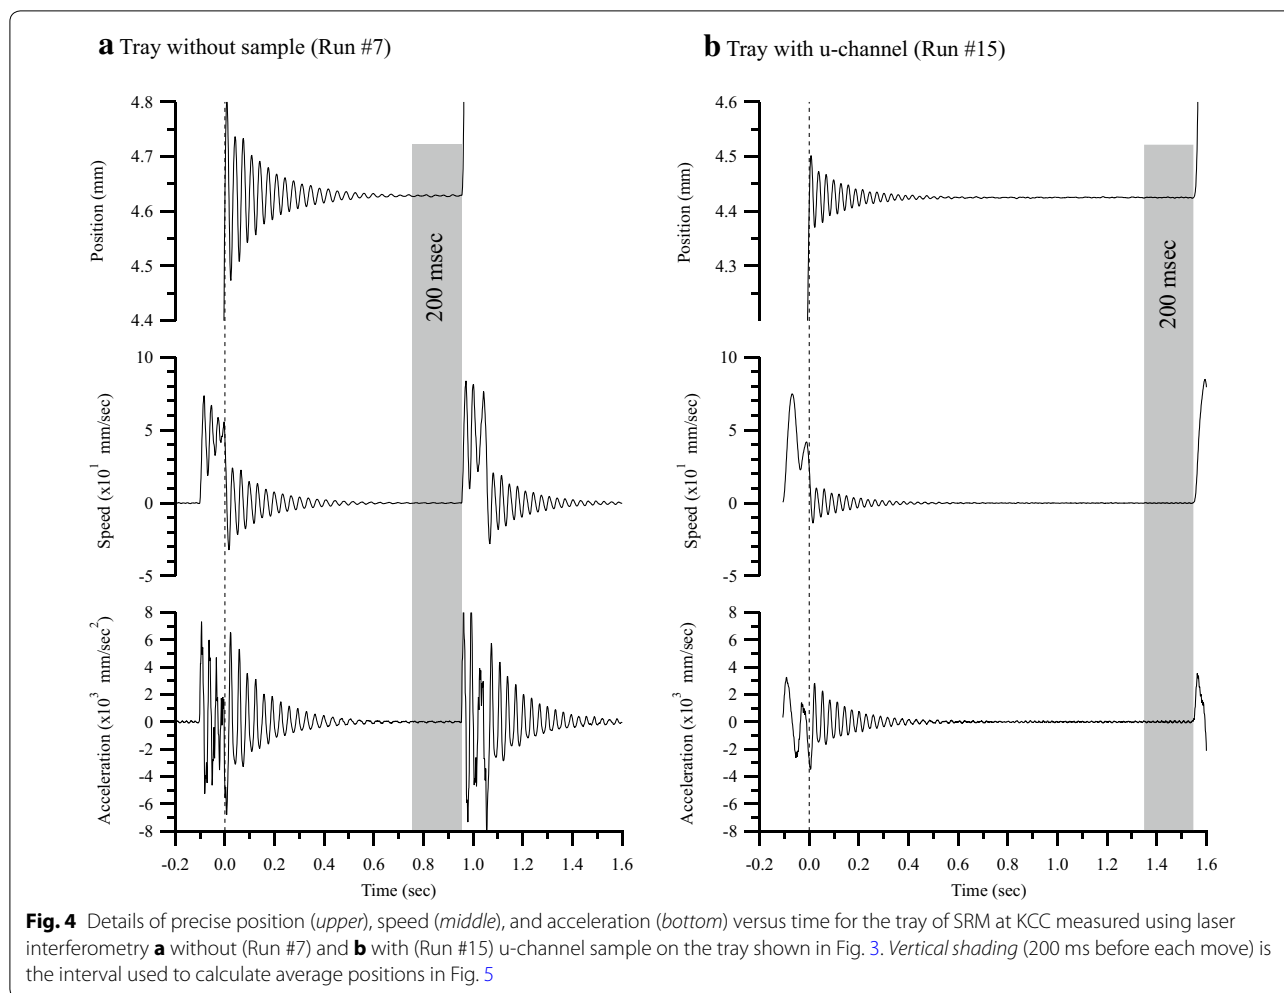 a Tray without sample (Run #7)
b Tray with u-channel (Run #15)
4.8
4.7
4.6
4.5
4.4
Position (mm)
200 msec
4.6
4.5
4.4
4.3
Position (mm)
200 msec
10
5
0
-5
Speed (x10¹ mm/sec)
10
5
0
-5
Speed (x10¹ mm/sec)
8
6
4
2
0
-2
-4
-6
-8
Acceleration (x10³ mm/sec²)
8
6
4
2
0
-2
-4
-6
-8
Acceleration (x10³ mm/sec)
-0.2 0.0 0.2 0.4 0.6 0.8 1.0 1.2 1.4 1.6
Time (sec)
-0.2 0.0 0.2 0.4 0.6 0.8 1.0 1.2 1.4 1.6
Time (sec)
Fig. 4 Details of precise position (upper), speed (middle), and acceleration (bottom) versus time for the tray of SRM at KCC measured using laser
interferometry a without (Run #7) and b with (Run #15) u-channel sample on the tray shown in Fig. 3. Vertical shading (200 ms before each move) is
the interval used to calculate average positions in Fig. 5